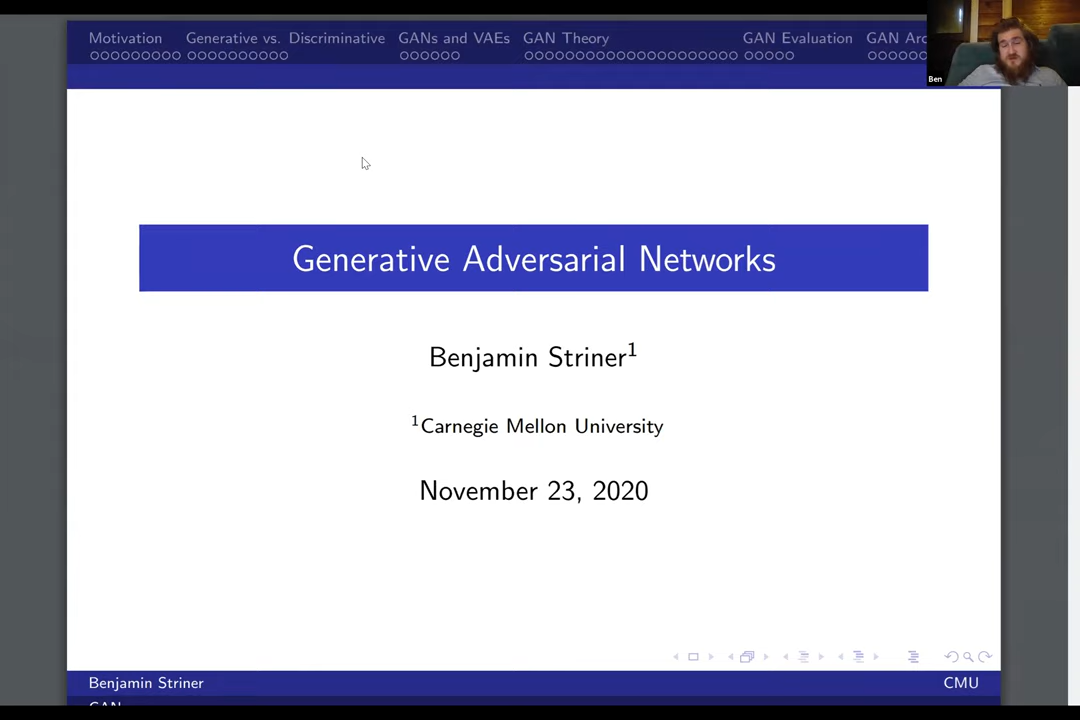 Motivation Generative vs. Discriminative GANs and VAEs GAN Theory GAN Evaluation GAN
Ben
Generative Adversarial Networks
Benjamin Striner¹
¹Carnegie Mellon University
November 23, 2020
Benjamin Striner CMU
GAN